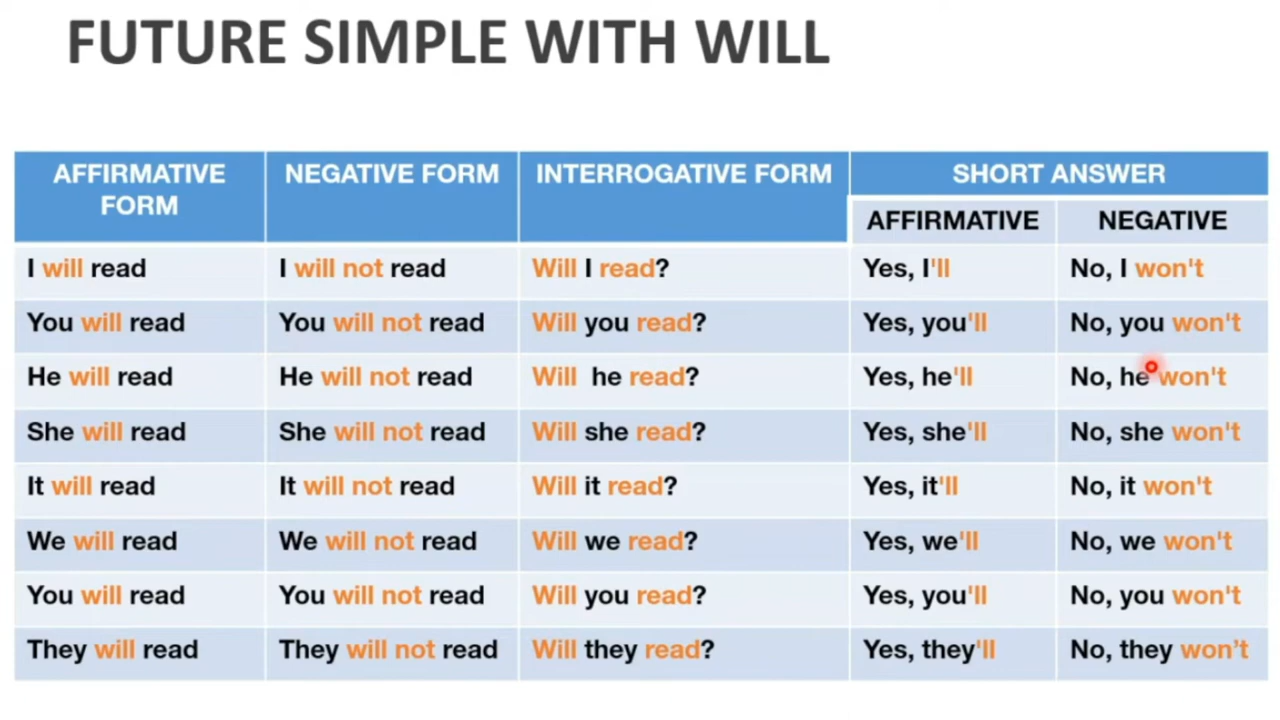 FUTURE SIMPLE WITH WILL
AFFIRMATIVE FORM NEGATIVE FORM INTERROGATIVE FORM SHORT ANSWER
AFFIRMATIVE NEGATIVE
I will read I will not read Will I read? Yes, I'll No, I won't
You will read You will not read Will you read? Yes, you'll No, you won't
He will read He will not read Will he read? Yes, he'll No, he won't
She will read She will not read Will she read? Yes, she'll No, she won't
It will read It will not read Will it read? Yes, it'll No, it won't
We will read We will not read Will we read? Yes, we'll No, we won't
You will read You will not read Will you read? Yes, you'll No, you won't
They will read They will not read Will they read? Yes, they'll No, they won’t